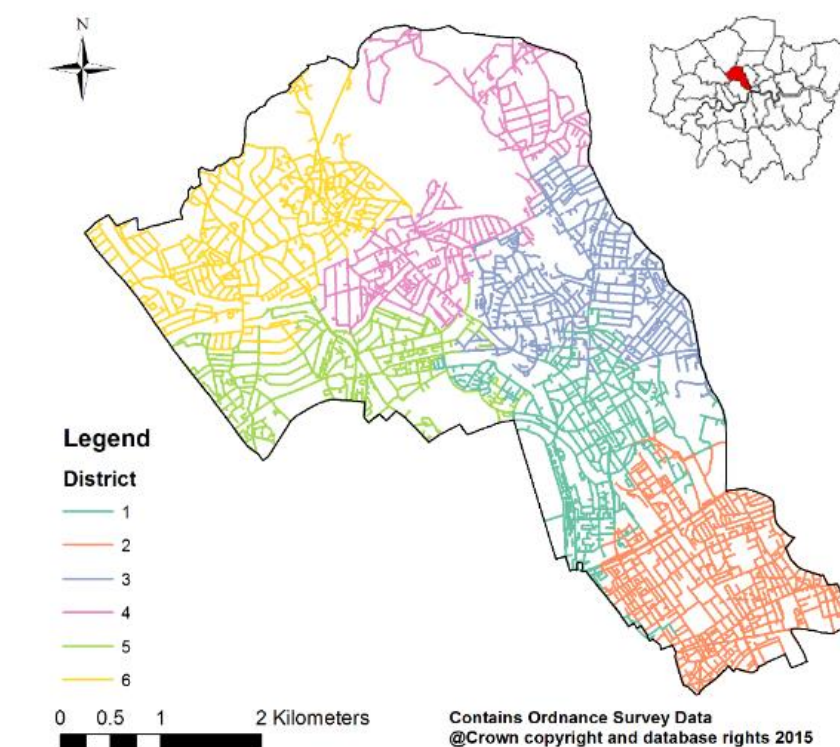 N
Legend
District
1
2
3
4
5
6
0 0.5 1 2 Kilometers
Contains Ordnance Survey Data
@Crown copyright and database rights 2015